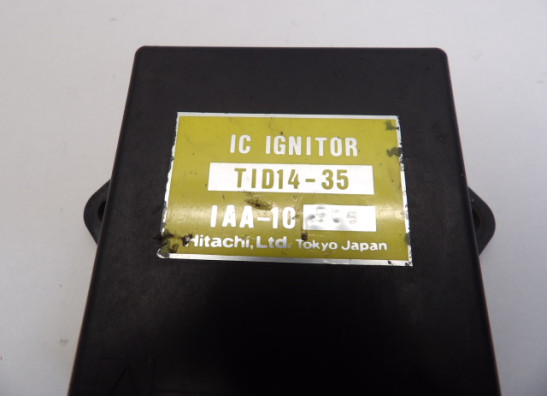 IC IGNITOR
TID14-35
IAA-10
Hitachi, Ltd. Tokyo Japan